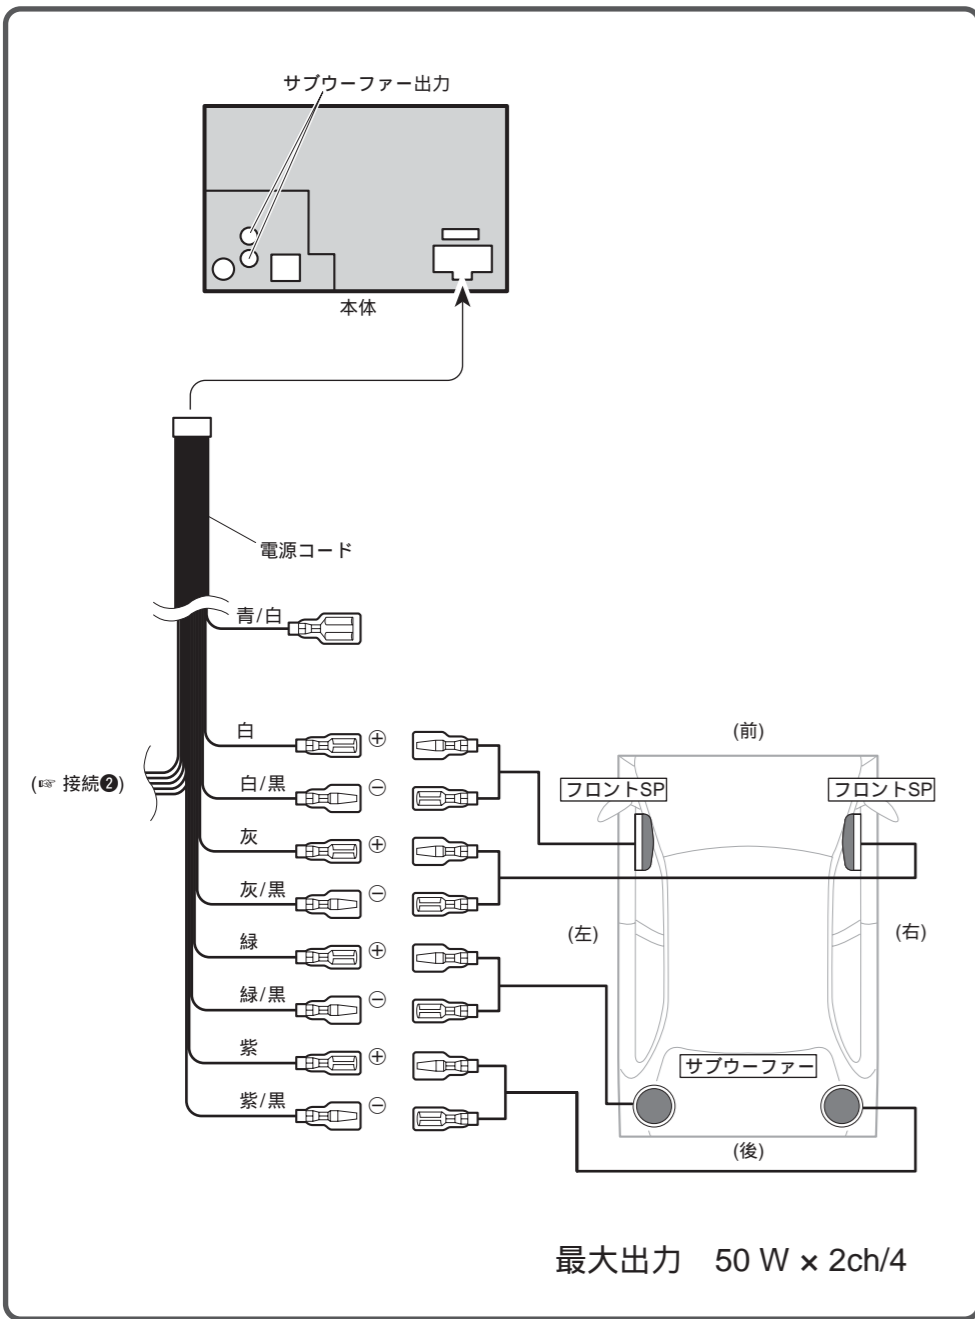 サブウーファー出力
本体
電源コード
青/白
白
⊕
白/黒
⊖
灰
⊕
灰/黒
⊖
緑
⊕
緑/黒
⊖
紫
⊕
紫/黒
⊖
(☞ 接続❷)
(前)
フロントSP
フロントSP
(左)
(右)
サブウーファー
(後)
最大出力 50 W × 2ch/4